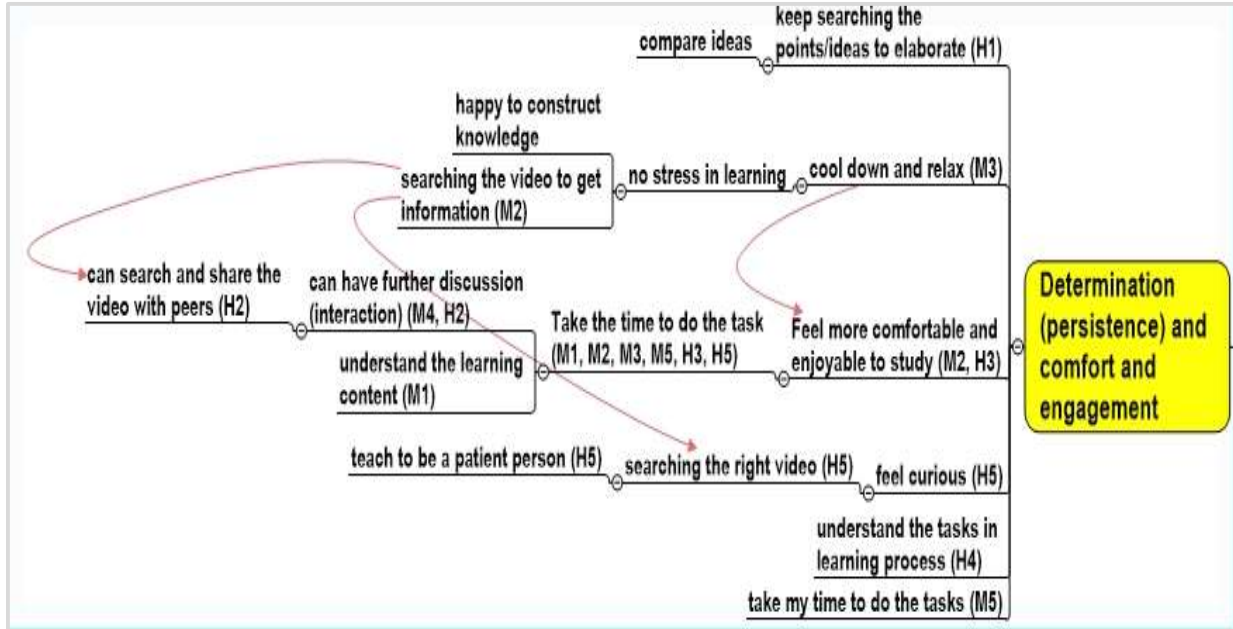 keep searching the
points/ideas to elaborate (H1)
compare ideas
happy to construct
knowledge
searching the video to get
information (M2)
no stress in learning
cool down and relax (M3)
can search and share the
video with peers (H2)
can have further discussion
(interaction) (M4, H2)
understand the learning
content (M1)
Take the time to do the task
(M1, M2, M3, M5, H3, H5)
Feel more comfortable and
enjoyable to study (M2, H3)
Determination
(persistence) and
comfort and
engagement
teach to be a patient person (H5)
searching the right video (H5)
feel curious (H5)
understand the tasks in
learning process (H4)
take my time to do the tasks (M5)